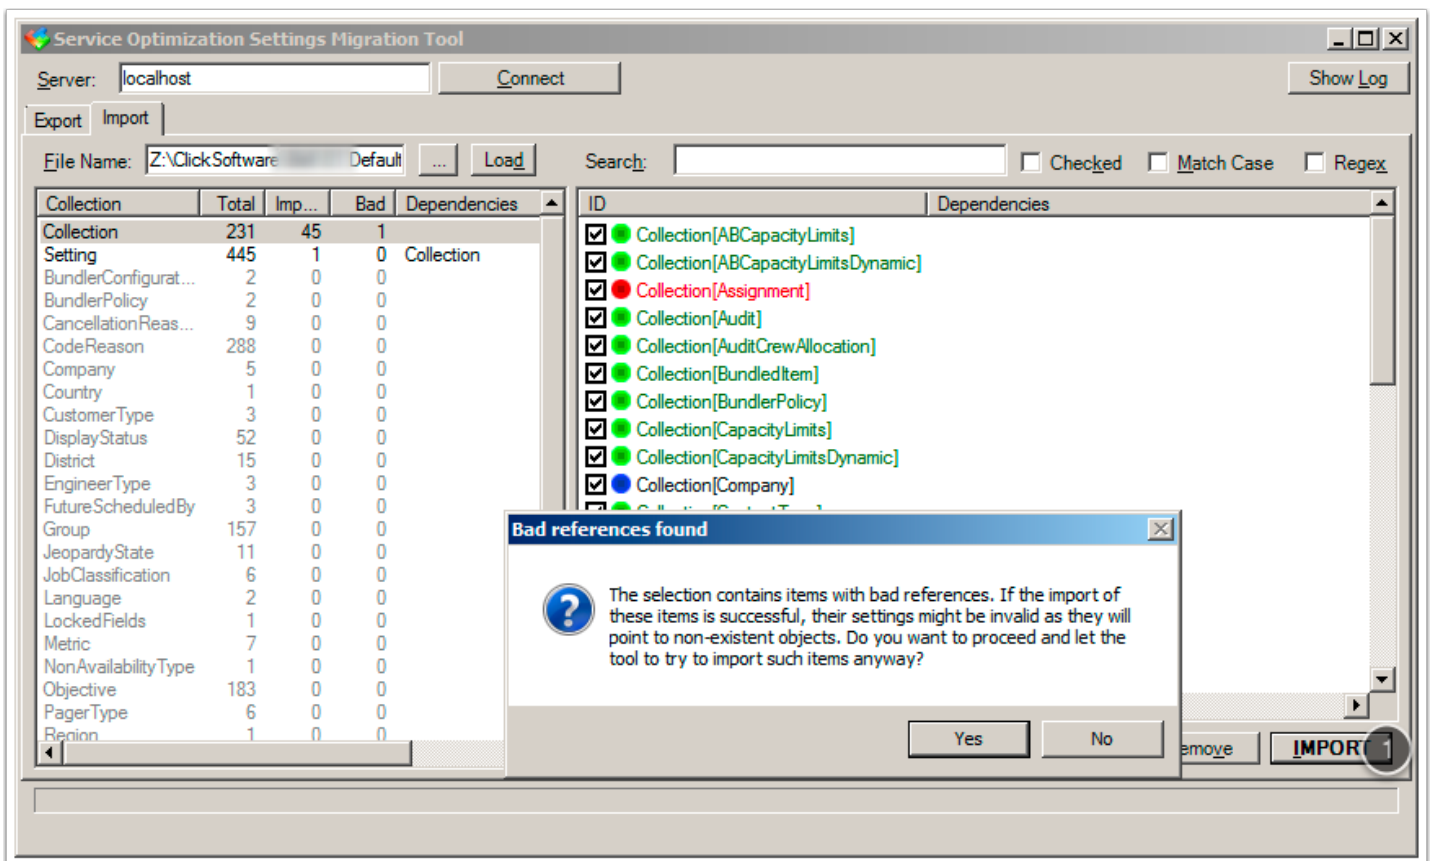 Service Optimization Settings Migration Tool
Server: localhost Connect Show Log
Export Import
File Name: Z:\ClickSoftware Default ... Load Search: Checked Match Case Regex
Collection Total Imp... Bad Dependencies ID Dependencies
Collection 231 45 1
Setting 445 1 0 Collection
BundlerConfigurat... 2 0 0
BundlerPolicy 2 0 0
CancellationReas... 9 0 0
CodeReason 288 0 0
Company 5 0 0
Country 1 0 0
CustomerType 3 0 0
DisplayStatus 52 0 0
District 15 0 0
EngineerType 3 0 0
FutureScheduledBy 3 0 0
Group 157 0 0
JeopardyState 11 0 0
JobClassification 6 0 0
Language 2 0 0
LockedFields 1 0 0
Metric 7 0 0
NonAvailabilityType 1 0 0
Objective 183 0 0
PagerType 6 0 0
Region 1 0 0
Collection[ABCapacityLimits]
Collection[ABCapacityLimitsDynamic]
Collection[Assignment]
Collection[Audit]
Collection[AuditCrewAllocation]
Collection[BundledItem]
Collection[BundlerPolicy]
Collection[CapacityLimits]
Collection[CapacityLimitsDynamic]
Collection[Company]
Bad references found
The selection contains items with bad references. If the import of
these items is successful, their settings might be invalid as they will
point to non-existent objects. Do you want to proceed and let the
tool to try to import such items anyway?
Yes No
emove IMPORT 1